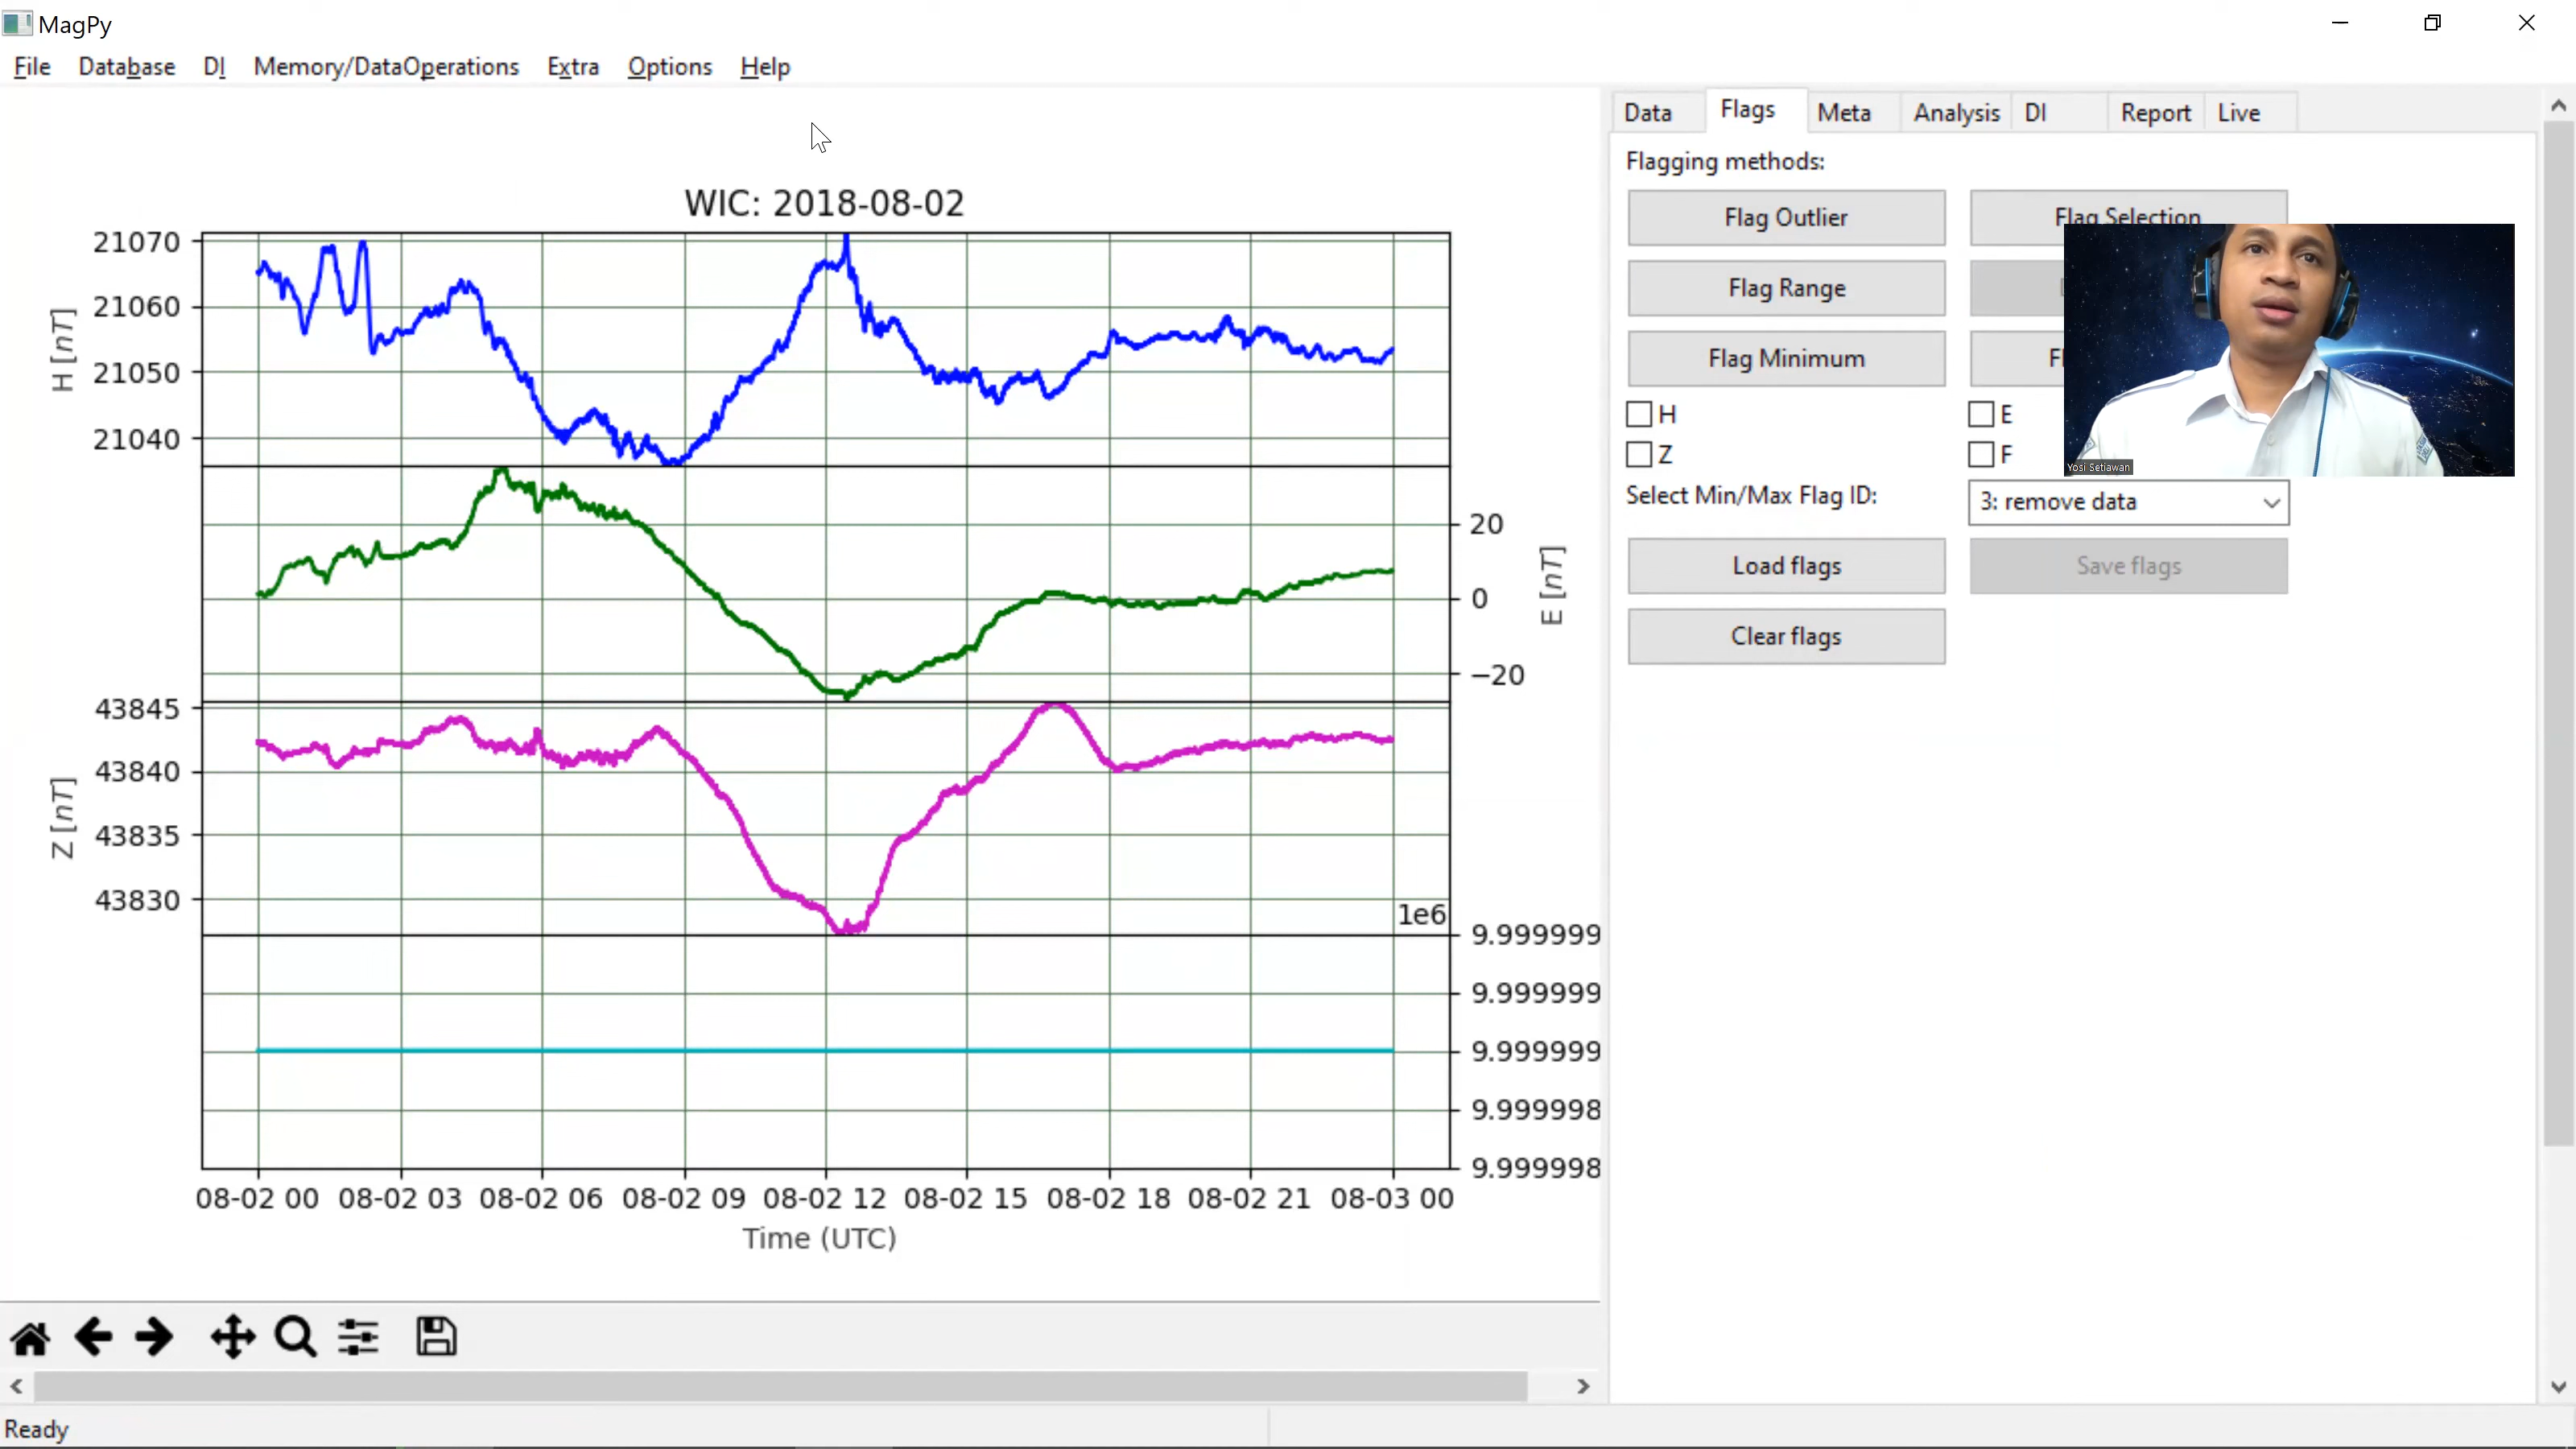 MagPy
File Database DI Memory/DataOperations Extra Options Help
Data Flags Meta Analysis DI Report Live
Flagging methods:
Flag Outlier Flag Selection
Flag Range
Flag Minimum
H E
Z F
Select Min/Max Flag ID: 3: remove data
Load flags Save flags
Clear flags
Yosi Setiawan
WIC: 2018-08-02
H [nT]
21070
21060
21050
21040
20
0
−20
E [nT]
Z [nT]
43845
43840
43835
43830
1e6
9.999999
9.999999
9.999999
9.999998
9.999998
08-02 00 08-02 03 08-02 06 08-02 09 08-02 12 08-02 15 08-02 18 08-02 21 08-03 00
Time (UTC)
Ready